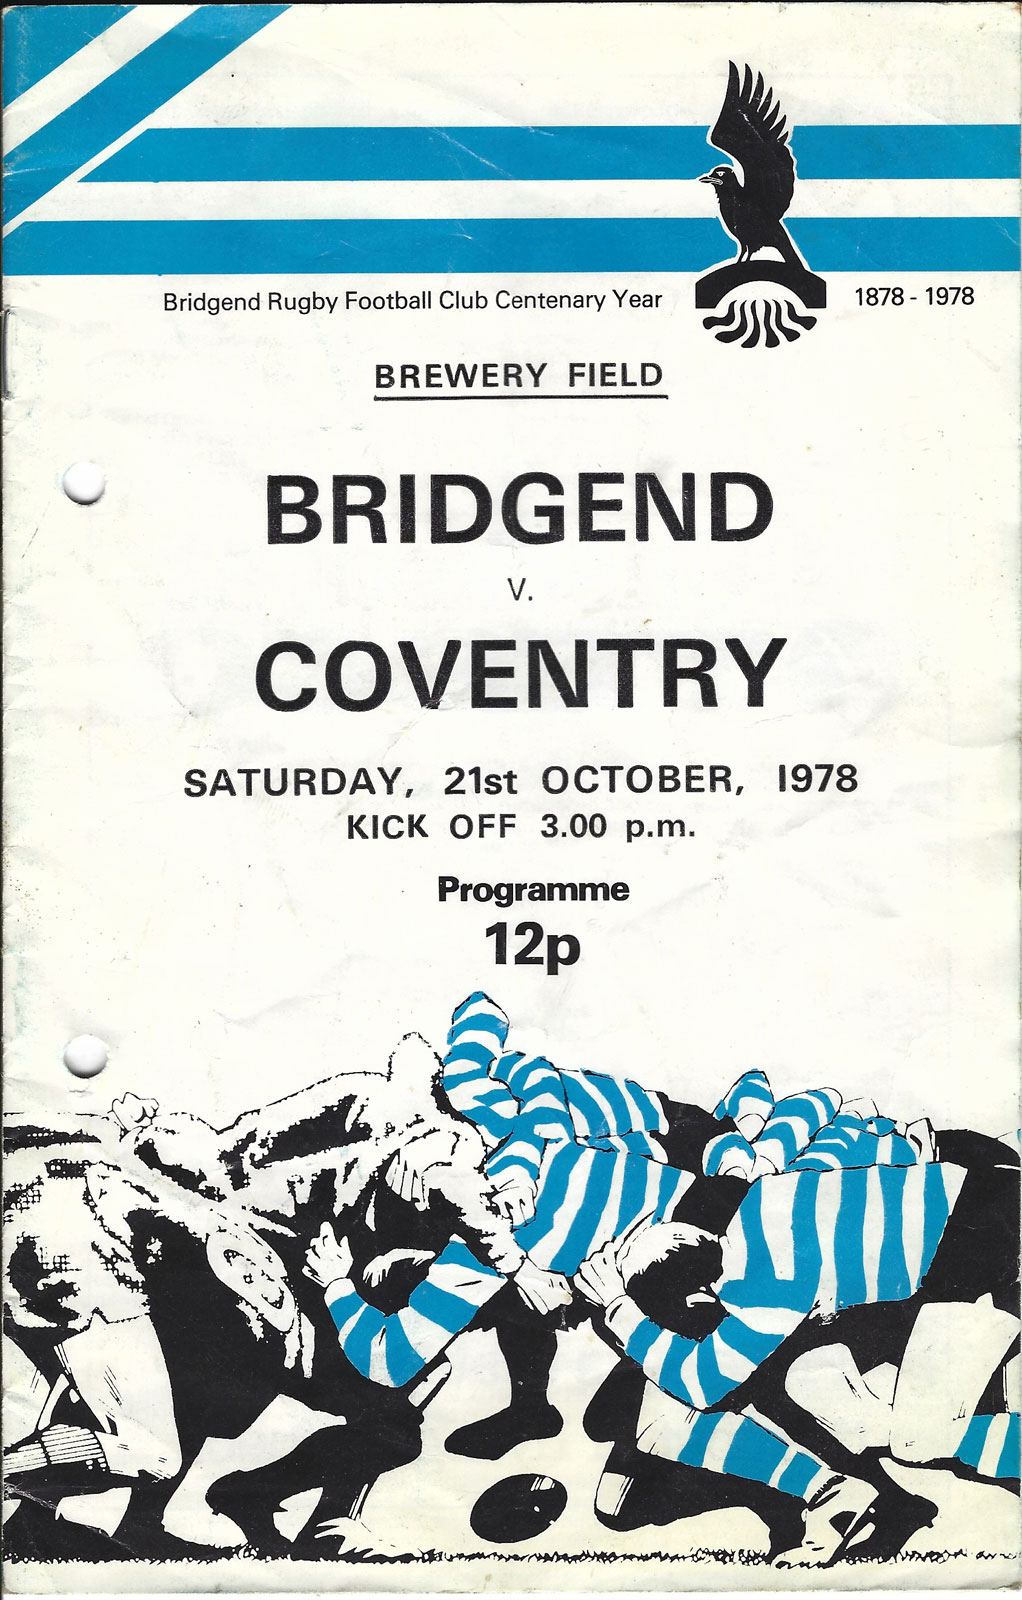 Bridgend Rugby Football Club Centenary Year 1878 - 1978
BREWERY FIELD
BRIDGEND
V.
COVENTRY
SATURDAY, 21st OCTOBER, 1978
KICK OFF 3.00 p.m.
Programme
12p